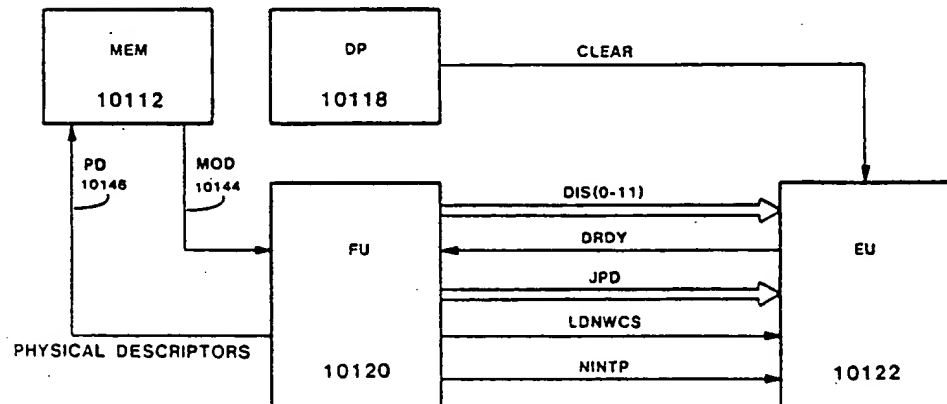 MEM
10112
DP
10118
CLEAR
PD
10146
MOD
10144
DIS(0-11)
FU
DRDY
EU
JPD
LDNWCS
PHYSICAL DESCRIPTORS
10120
NINTP
10122